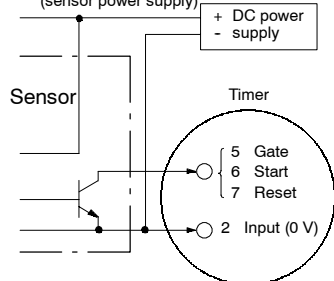 (sensor power supply)
+ DC power
- supply
Sensor
Timer
5 Gate
6 Start
7 Reset
2 Input (0 V)